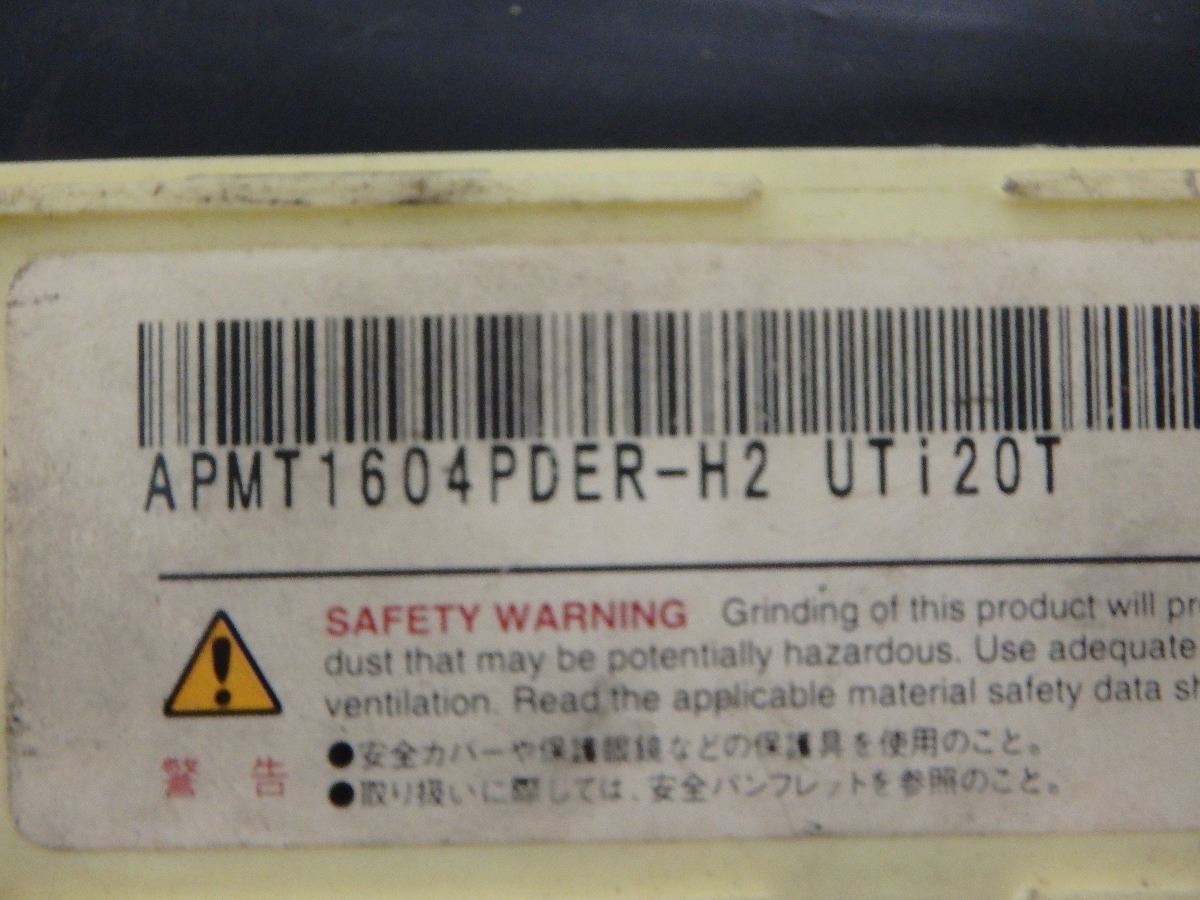 APMT1604PDER-H2 UTi20T
SAFETY WARNING Grinding of this product will pr
dust that may be potentially hazardous. Use adequate
ventilation. Read the applicable material safety data sh
警告
●安全カバーや保護眼鏡などの保護具を使用のこと。
●取り扱いに際しては、安全パンフレットを参照のこと。